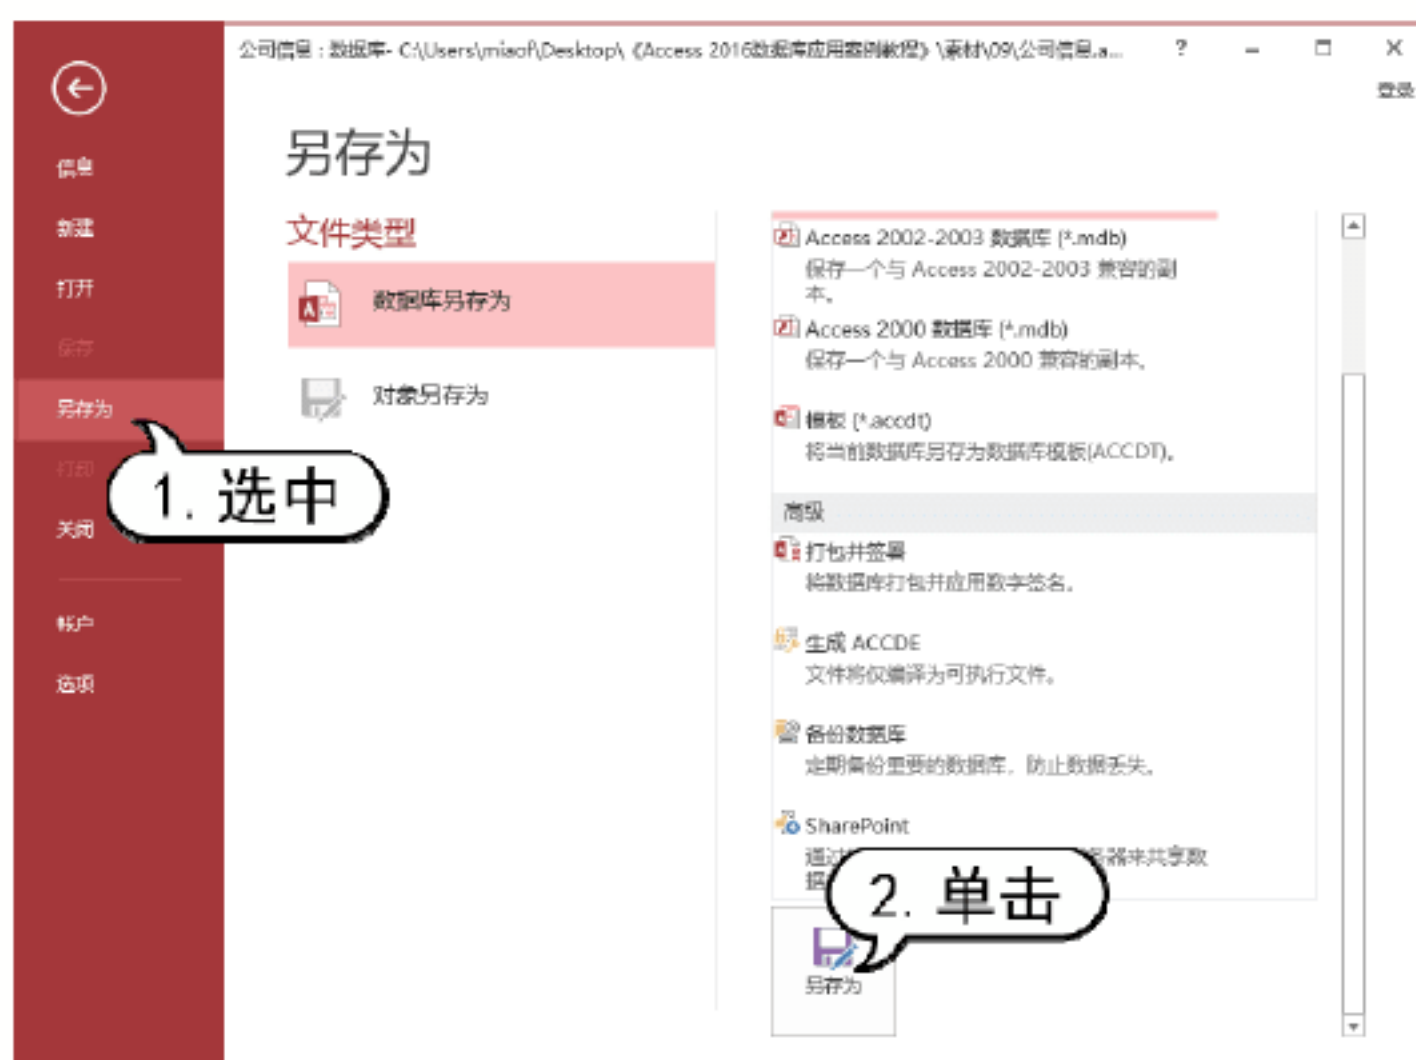 公司信息 : 数据库- C:\Users\miaof\Desktop\《Access 2016数据库应用案例教程》\素材\09\公司信息.a...
?
登录
信息
新建
打开
保存
另存为
打印
关闭
帐户
选项
1. 选中
另存为
文件类型
数据库另存为
对象另存为
Access 2002-2003 数据库 (*.mdb)
保存一个与 Access 2002-2003 兼容的副
本。
Access 2000 数据库 (*.mdb)
保存一个与 Access 2000 兼容的副本。
模板 (*.accdt)
将当前数据库另存为数据库模板(ACCDT)。
高级
打包并签署
将数据库打包并应用数字签名。
生成 ACCDE
文件将仅编译为可执行文件。
备份数据库
定期备份重要的数据库，防止数据丢失。
SharePoint
通过 务器来共享数
据
2. 单击
另存为